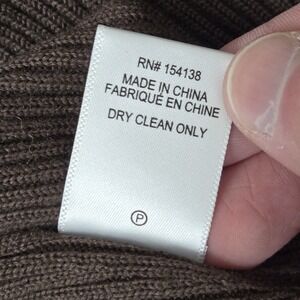 RN# 154138
MADE IN CHINA
FABRIQUÉ EN CHINE
DRY CLEAN ONLY
P